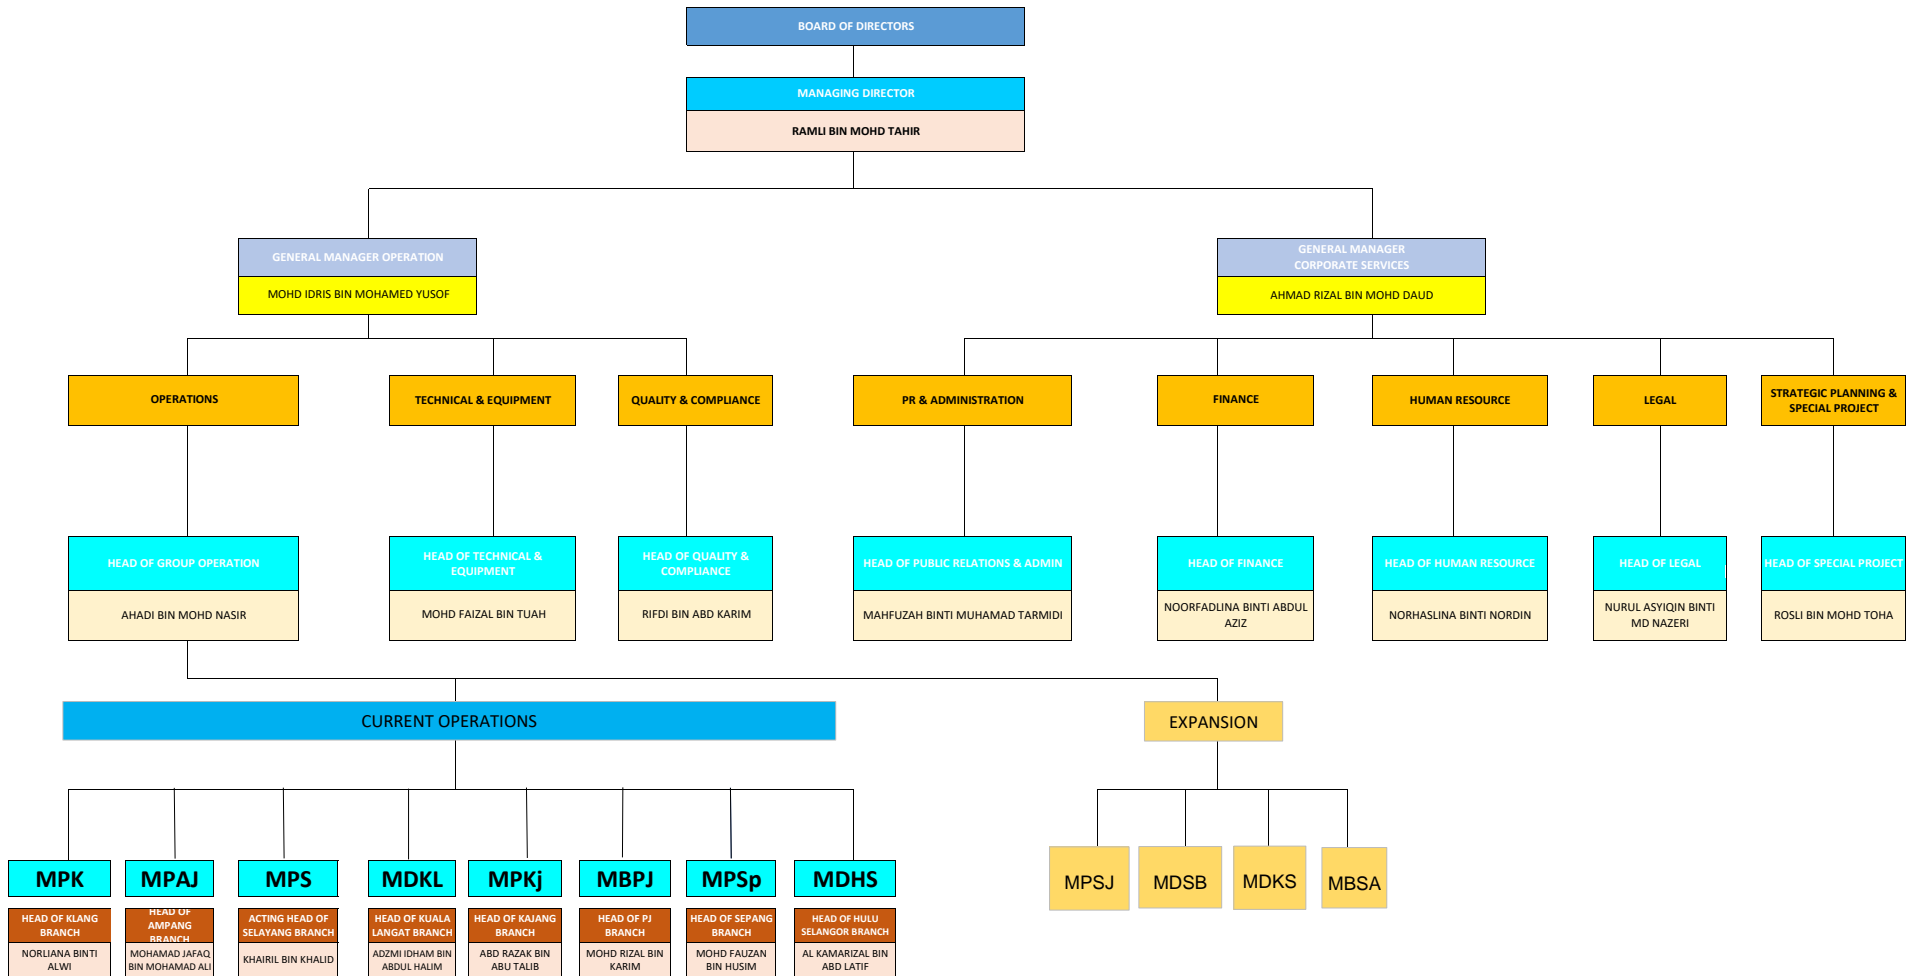 BOARD OF DIRECTORS
MANAGING DIRECTOR
RAMLI BIN MOHD TAHIR
GENERAL MANAGER OPERATION
MOHD IDRIS BIN MOHAMED YUSOF
GENERAL MANAGER
CORPORATE SERVICES
AHMAD RIZAL BIN MOHD DAUD
OPERATIONS
TECHNICAL & EQUIPMENT
QUALITY & COMPLIANCE
PR & ADMINISTRATION
FINANCE
HUMAN RESOURCE
LEGAL
STRATEGIC PLANNING &
SPECIAL PROJECT
HEAD OF GROUP OPERATION
AHADI BIN MOHD NASIR
HEAD OF TECHNICAL &
EQUIPMENT
MOHD FAIZAL BIN TUAH
HEAD OF QUALITY &
COMPLIANCE
RIFDI BIN ABD KARIM
HEAD OF PUBLIC RELATIONS & ADMIN
MAHFUZAH BINTI MUHAMAD TARMIDI
HEAD OF FINANCE
NOORFADLINA BINTI ABDUL
AZIZ
HEAD OF HUMAN RESOURCE
NORHASLINA BINTI NORDIN
HEAD OF LEGAL
NURUL ASYIQIN BINTI
MD NAZERI
HEAD OF SPECIAL PROJECT
ROSLI BIN MOHD TOHA
CURRENT OPERATIONS
EXPANSION
MPK
HEAD OF KLANG
BRANCH
NORLIANA BINTI
ALWI
MPAJ
HEAD OF
AMPANG
BRANCH
MOHAMAD JAFAQ
BIN MOHAMAD ALI
MPS
ACTING HEAD OF
SELAYANG BRANCH
KHAIRIL BIN KHALID
MDKL
HEAD OF KUALA
LANGAT BRANCH
ADZMI IDHAM BIN
ABDUL HALIM
MPKj
HEAD OF KAJANG
BRANCH
ABD RAZAK BIN
ABU TALIB
MBPJ
HEAD OF PJ
BRANCH
MOHD RIZAL BIN
KARIM
MPSp
HEAD OF SEPANG
BRANCH
MOHD FAUZAN
BIN HUSIM
MDHS
HEAD OF HULU
SELANGOR BRANCH
AL KAMARIZAL BIN
ABD LATIF
MPSJ
MDSB
MDKS
MBSA